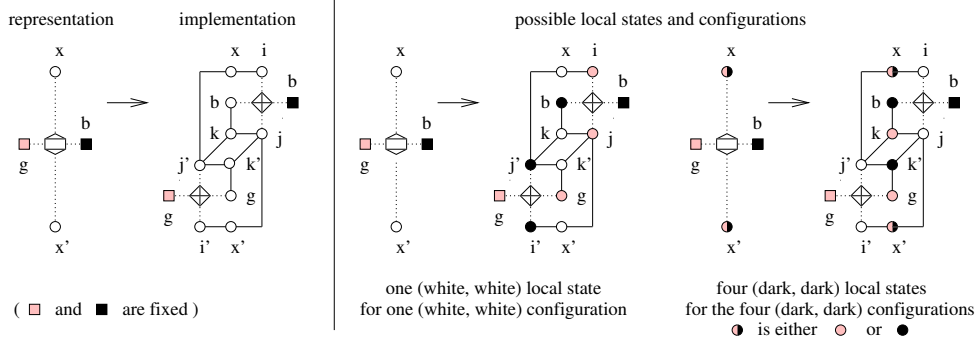 representation
implementation
possible local states and configurations
x
x i
x i
x
x i
b
b
b
b
b
b
b
k
j
k
j
b
k
j
g
j' k'
g
j' k'
g
j' k'
g
g
g
g
g
g
x'
i' x'
x'
i' x'
x'
i' x'
( and are fixed )
one (white, white) local state
for one (white, white) configuration
four (dark, dark) local states
for the four (dark, dark) configurations
is either or